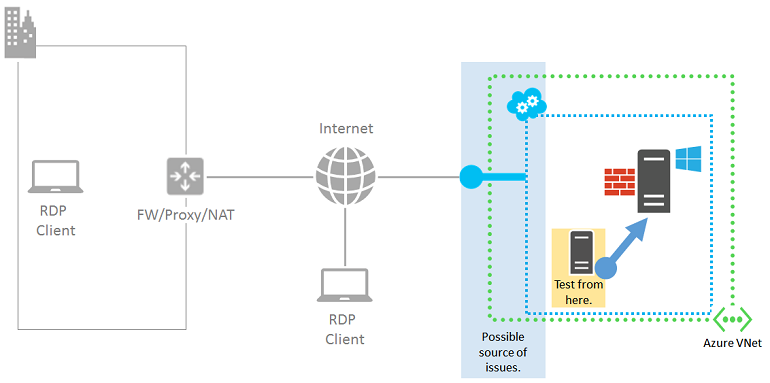 Internet
RDP
Client
FW/Proxy/NAT
Test from
here.
RDP
Client
Possible
source of
issues.
Azure VNet